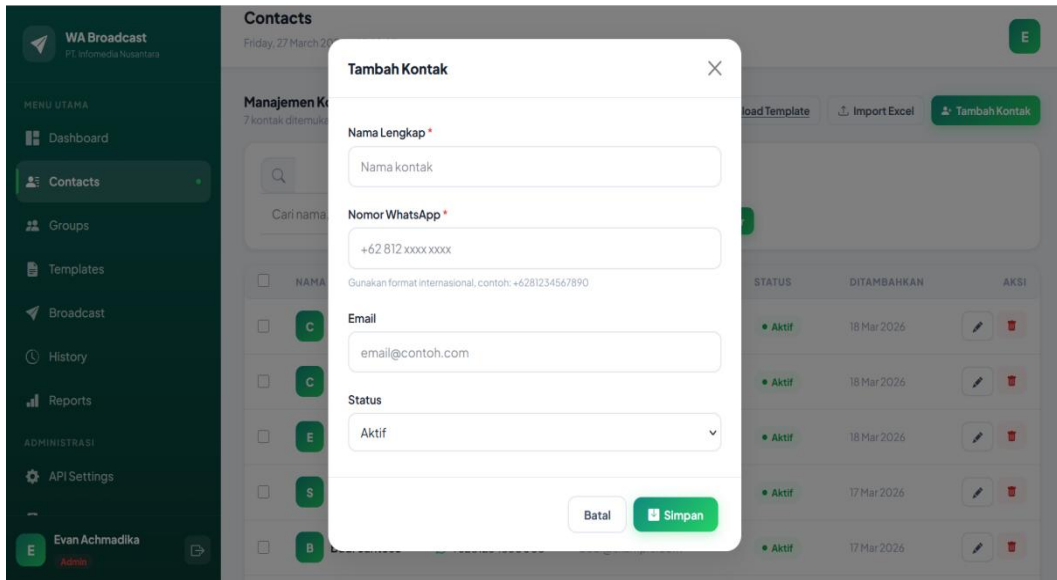 WA Broadcast
PT. Infomedia Nusantara
MENU UTAMA
Dashboard
Contacts
Groups
Templates
Broadcast
History
Reports
ADMINISTRASI
API Settings
E
Evan Achmadika
Admin
Contacts
Friday, 27 March
E
Manajemen
7 kontak
load Template
Import Excel
Tambah Kontak
Cari nama
NAMA
STATUS
DITAMBAHKAN
AKSI
C
Aktif
18 Mar 2026
C
Aktif
18 Mar 2026
E
Aktif
18 Mar 2026
S
Aktif
17 Mar 2026
B
Aktif
17 Mar 2026
Tambah Kontak
Nama Lengkap *
Nama kontak
Nomor WhatsApp *
+62 812 xxxx xxxx
Gunakan format internasional, contoh: +6281234567890
Email
email@contoh.com
Status
Aktif
Batal
Simpan